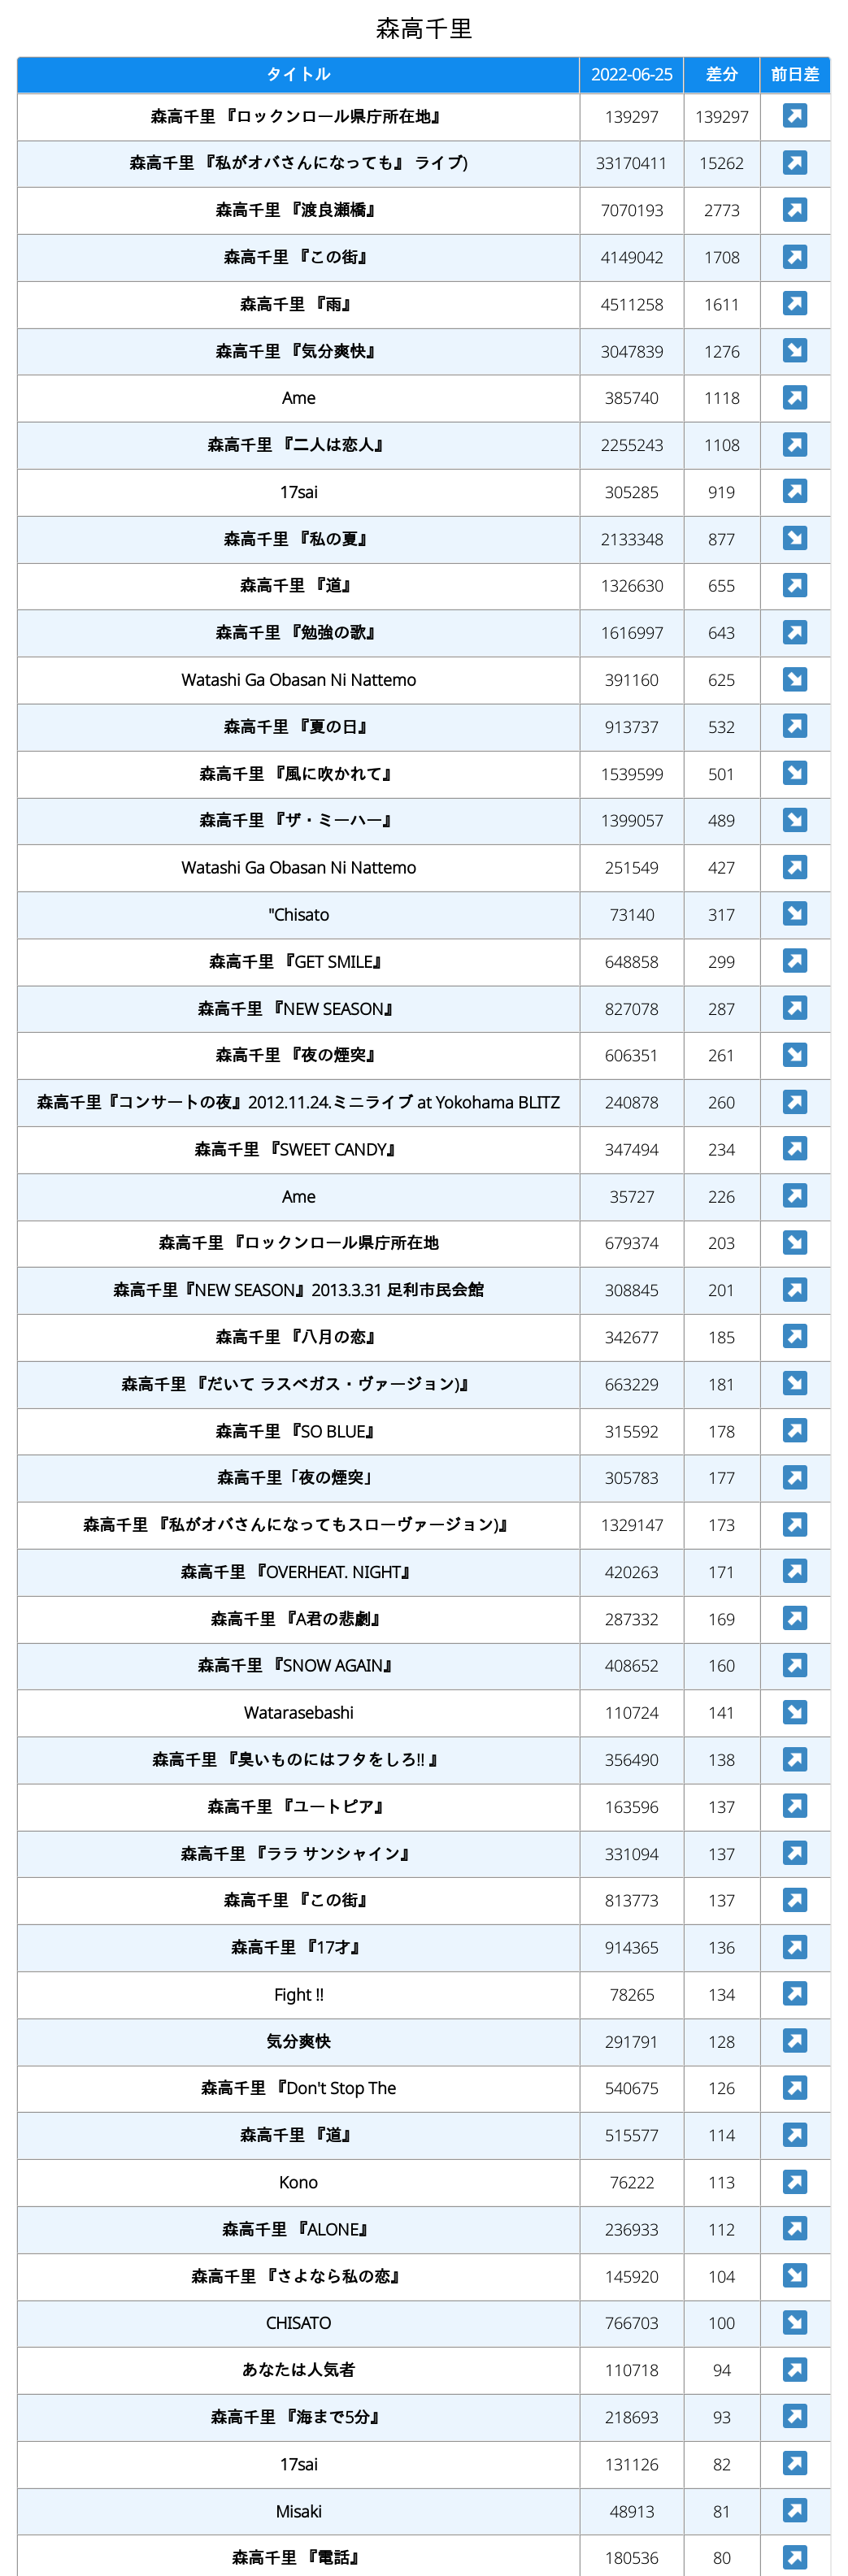 森高千里
タイトル 2022-06-25 差分 前日差
森高千里 『ロックンロール県庁所在地』 139297 139297
森高千里 『私がオバさんになっても』 ライブ) 33170411 15262
森高千里 『渡良瀬橋』 7070193 2773
森高千里 『この街』 4149042 1708
森高千里 『雨』 4511258 1611
森高千里 『気分爽快』 3047839 1276
Ame 385740 1118
森高千里 『二人は恋人』 2255243 1108
17sai 305285 919
森高千里 『私の夏』 2133348 877
森高千里 『道』 1326630 655
森高千里 『勉強の歌』 1616997 643
Watashi Ga Obasan Ni Nattemo 391160 625
森高千里 『夏の日』 913737 532
森高千里 『風に吹かれて』 1539599 501
森高千里 『ザ・ミーハー』 1399057 489
Watashi Ga Obasan Ni Nattemo 251549 427
"Chisato 73140 317
森高千里 『GET SMILE』 648858 299
森高千里 『NEW SEASON』 827078 287
森高千里 『夜の煙突』 606351 261
森高千里『コンサートの夜』2012.11.24.ミニライブ at Yokohama BLITZ 240878 260
森高千里 『SWEET CANDY』 347494 234
Ame 35727 226
森高千里 『ロックンロール県庁所在地 679374 203
森高千里『NEW SEASON』2013.3.31 足利市民会館 308845 201
森高千里 『八月の恋』 342677 185
森高千里 『だいて ラスベガス・ヴァージョン)』 663229 181
森高千里 『SO BLUE』 315592 178
森高千里「夜の煙突」 305783 177
森高千里 『私がオバさんになってもスローヴァージョン)』 1329147 173
森高千里 『OVERHEAT. NIGHT』 420263 171
森高千里 『A君の悲劇』 287332 169
森高千里 『SNOW AGAIN』 408652 160
Watarasebashi 110724 141
森高千里 『臭いものにはフタをしろ!! 』 356490 138
森高千里 『ユートピア』 163596 137
森高千里 『ララ サンシャイン』 331094 137
森高千里 『この街』 813773 137
森高千里 『17才』 914365 136
Fight !! 78265 134
気分爽快 291791 128
森高千里 『Don't Stop The 540675 126
森高千里 『道』 515577 114
Kono 76222 113
森高千里 『ALONE』 236933 112
森高千里 『さよなら私の恋』 145920 104
CHISATO 766703 100
あなたは人気者 110718 94
森高千里 『海まで5分』 218693 93
17sai 131126 82
Misaki 48913 81
森高千里 『電話』 180536 80